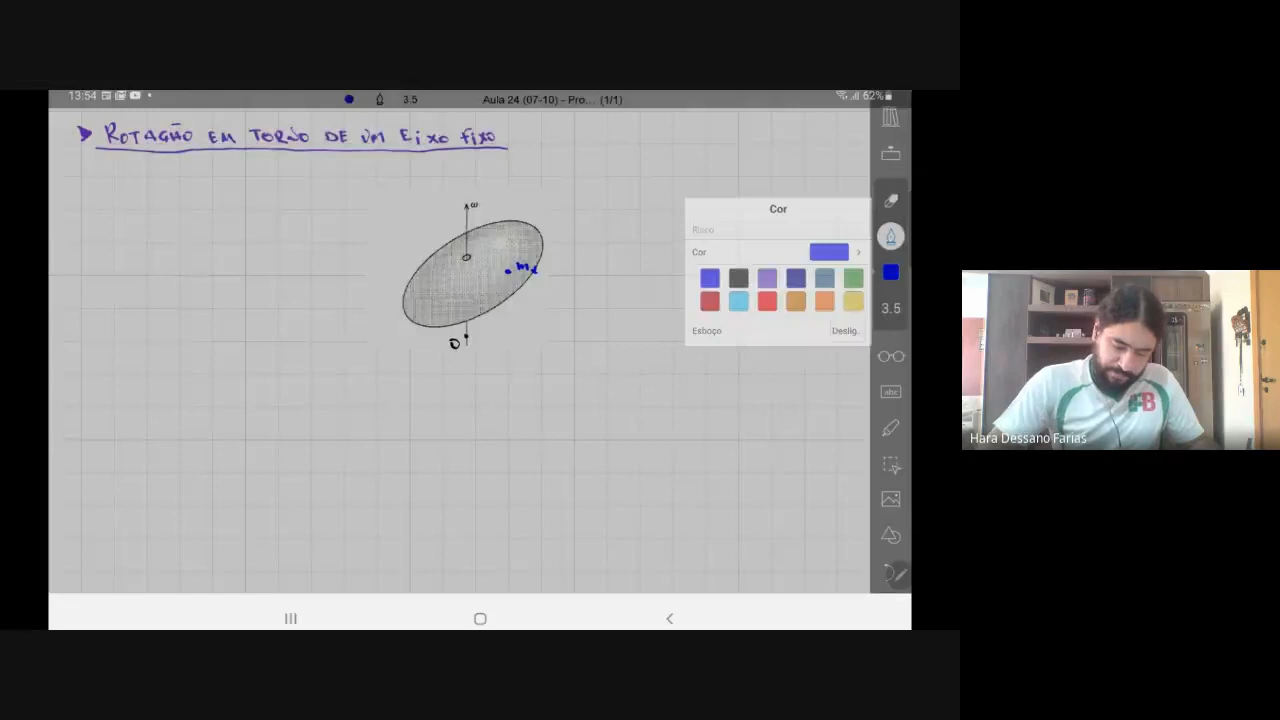 13:54
3.5
Aula 24 (07-10) - Pro... (1/1)
62%
ROTAÇÃO EM TORNO DE UM EIXO FIXO
ω
O
Cor
Risco
Cor
Esboço
Deslig.
3.5
abc
Hara Dessano Farias